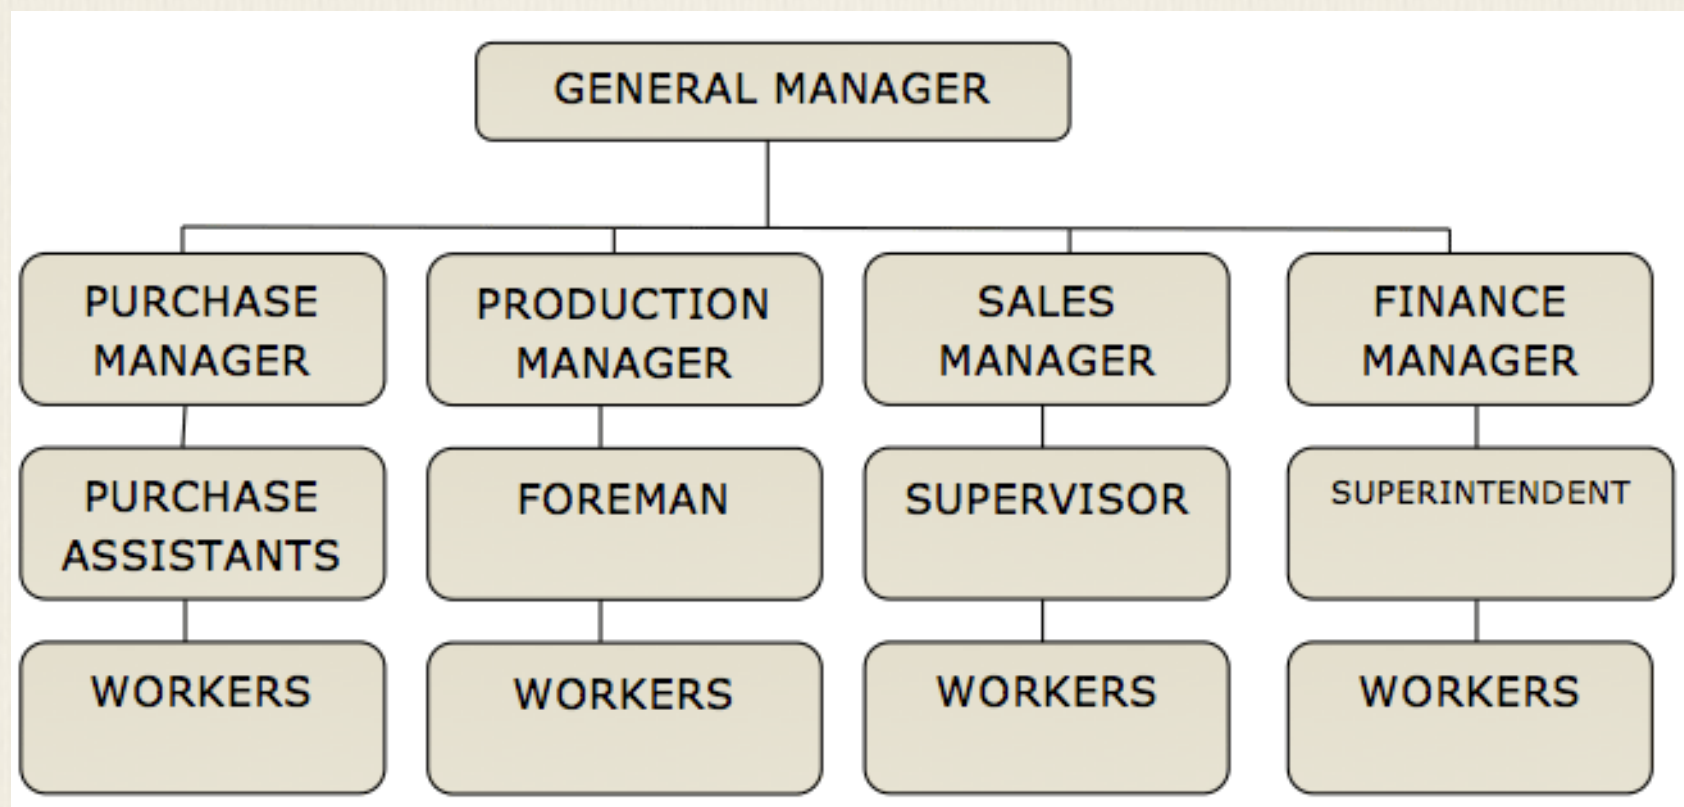 GENERAL MANAGER
PURCHASE
MANAGER
PRODUCTION
MANAGER
SALES
MANAGER
FINANCE
MANAGER
PURCHASE
ASSISTANTS
FOREMAN
SUPERVISOR
SUPERINTENDENT
WORKERS
WORKERS
WORKERS
WORKERS